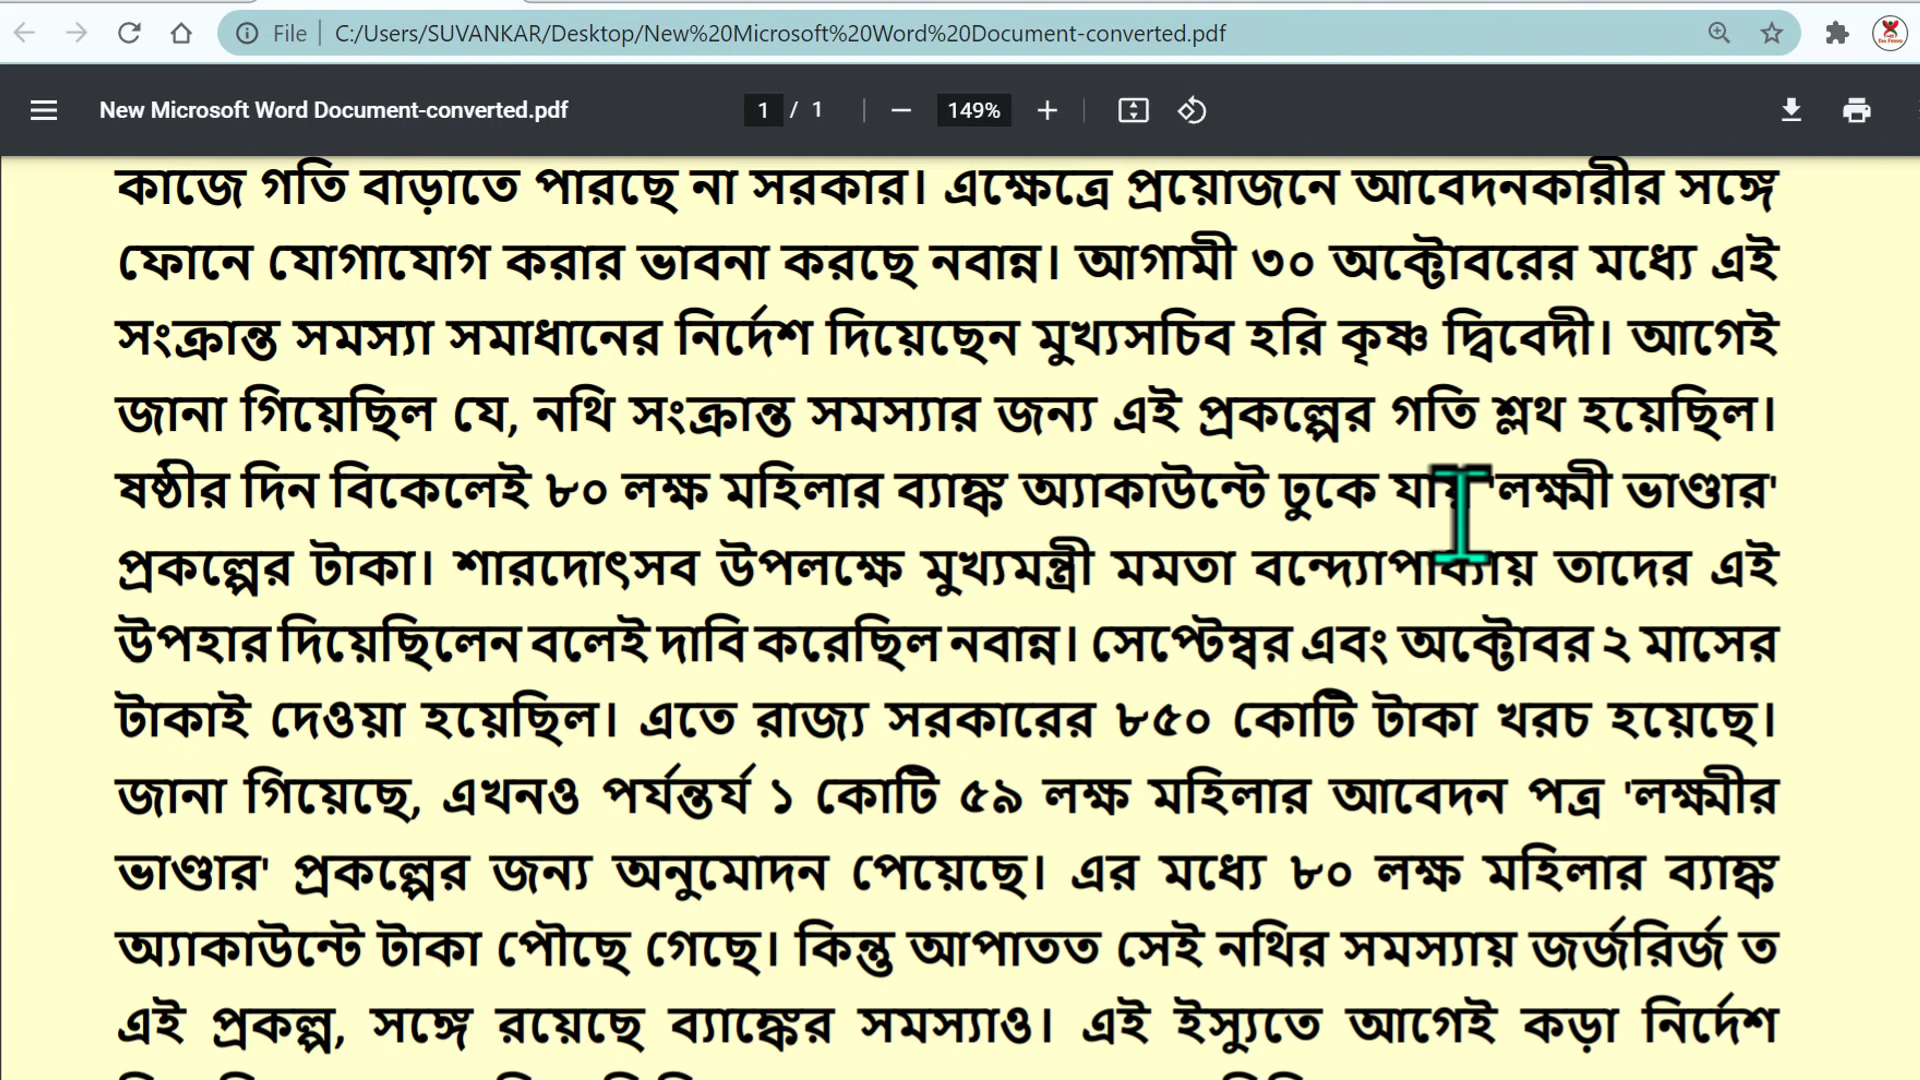 File C:/Users/SUVANKAR/Desktop/New%20Microsoft%20Word%20Document-converted.pdf
New Microsoft Word Document-converted.pdf 1 / 1 149%
কাজে গতি বাড়াতে পারছে না সরকার। এক্ষেত্রে প্রয়োজনে আবেদনকারীর সঙ্গে
ফোনে যোগাযোগ করার ভাবনা করছে নবান্ন। আগামী ৩০ অক্টোবরের মধ্যে এই
সংক্রান্ত সমস্যা সমাধানের নির্দেশ দিয়েছেন মুখ্যসচিব হরি কৃষ্ণ দ্বিবেদী। আগেই
জানা গিয়েছিল যে, নথি সংক্রান্ত সমস্যার জন্য এই প্রকল্পের গতি শ্লথ হয়েছিল।
ষষ্ঠীর দিন বিকেলেই ৮০ লক্ষ মহিলার ব্যাঙ্ক অ্যাকাউন্টে ঢুকে যায় 'লক্ষ্মী ভাণ্ডার'
প্রকল্পের টাকা। শারদোৎসব উপলক্ষে মুখ্যমন্ত্রী মমতা বন্দ্যোপাধ্যায় তাদের এই
উপহার দিয়েছিলেন বলেই দাবি করেছিল নবান্ন। সেপ্টেম্বর এবং অক্টোবর ২ মাসের
টাকাই দেওয়া হয়েছিল। এতে রাজ্য সরকারের ৮৫০ কোটি টাকা খরচ হয়েছে।
জানা গিয়েছে, এখনও পর্যন্তর্য ১ কোটি ৫৯ লক্ষ মহিলার আবেদন পত্র 'লক্ষ্মীর
ভাণ্ডার' প্রকল্পের জন্য অনুমোদন পেয়েছে। এর মধ্যে ৮০ লক্ষ মহিলার ব্যাঙ্ক
অ্যাকাউন্টে টাকা পৌছে গেছে। কিন্তু আপাতত সেই নথির সমস্যায় জর্জরির্জ ত
এই প্রকল্প, সঙ্গে রয়েছে ব্যাঙ্কের সমস্যাও। এই ইস্যুতে আগেই কড়া নির্দেশ